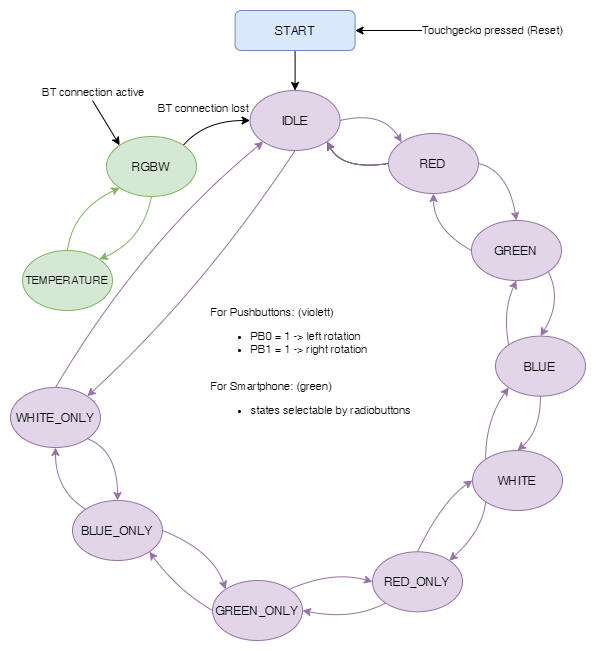 START
Touchgecko pressed (Reset)
BT connection active
BT connection lost
IDLE
RGBW
RED
GREEN
TEMPERATURE
For Pushbuttons: (violett)
• PB0 = 1 -> left rotation
• PB1 = 1 -> right rotation
BLUE
For Smartphone: (green)
• states selectable by radiobuttons
WHITE_ONLY
WHITE
BLUE_ONLY
RED_ONLY
GREEN_ONLY